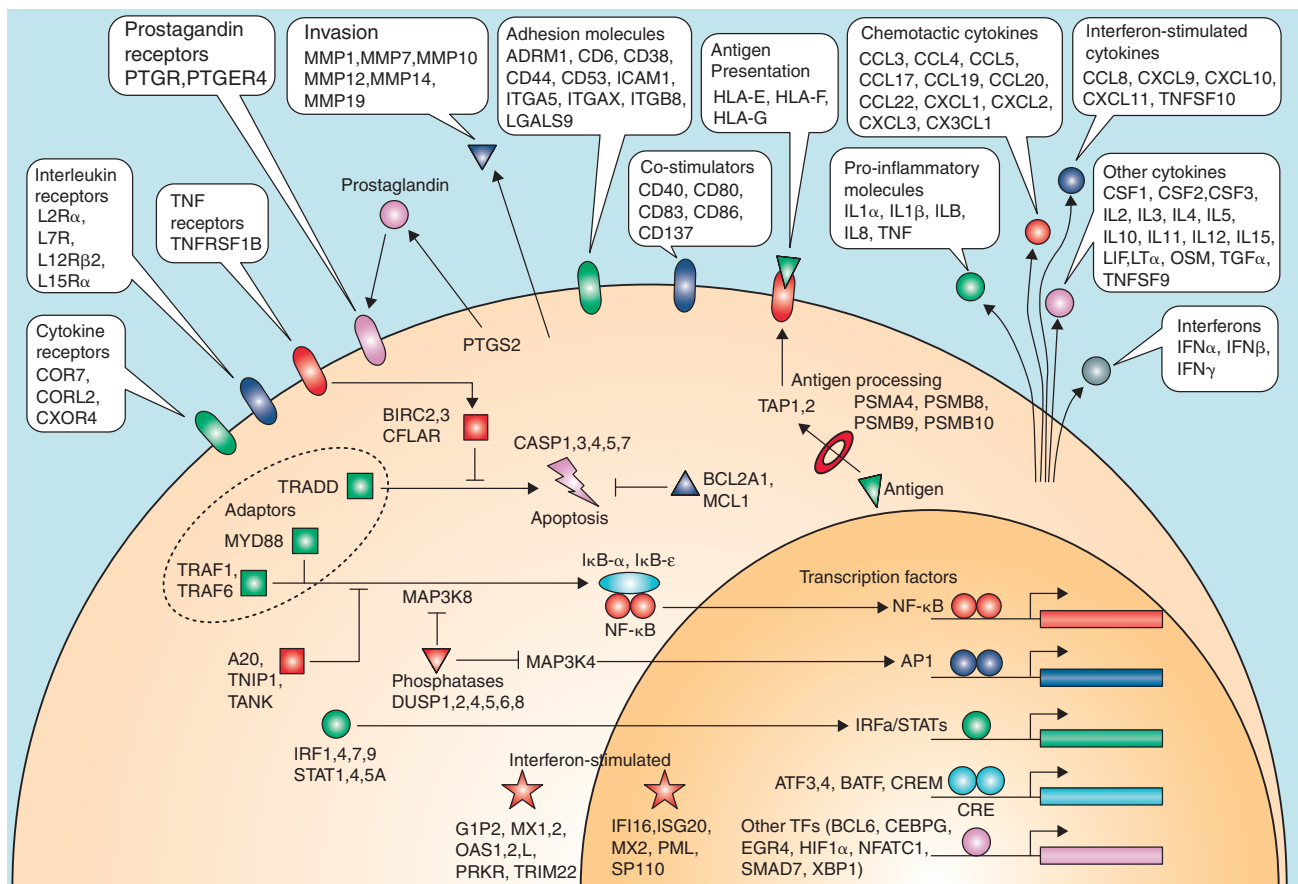 Prostagandin
receptors
PTGR,PTGER4
Invasion
MMP1,MMP7,MMP10
MMP12,MMP14,
MMP19
Adhesion molecules
ADRM1, CD6, CD38,
CD44, CD53, ICAM1,
ITGA5, ITGAX, ITGB8,
LGALS9
Antigen
Presentation
HLA-E, HLA-F,
HLA-G
Chemotactic cytokines
CCL3, CCL4, CCL5,
CCL17, CCL19, CCL20,
CCL22, CXCL1, CXCL2,
CXCL3, CX3CL1
Interferon-stimulated
cytokines
CCL8, CXCL9, CXCL10,
CXCL11, TNFSF10
Interleukin
receptors
L2Rα,
L7R,
L12Rβ2,
L15Rα
TNF
receptors
TNFRSF1B
Prostaglandin
Co-stimulators
CD40, CD80,
CD83, CD86,
CD137
Pro-inflammatory
molecules
IL1α, IL1β, ILB,
IL8, TNF
Other cytokines
CSF1, CSF2,CSF3,
IL2, IL3, IL4, IL5,
IL10, IL11, IL12, IL15,
LIF,LTα, OSM, TGFα,
TNFSF9
Cytokine
receptors
COR7,
CORL2,
CXOR4
Interferons
IFNα, IFNβ,
IFNγ
PTGS2
BIRC2,3
CFLAR
CASP1,3,4,5,7
Apoptosis
BCL2A1,
MCL1
TAP1,2
Antigen processing
PSMA4, PSMB8,
PSMB9, PSMB10
Antigen
TRADD
Adaptors
MYD88
TRAF1,
TRAF6
MAP3K8
IκB-α, IκB-ε
NF-κB
A20,
TNIP1,
TANK
Phosphatases
DUSP1,2,4,5,6,8
MAP3K4
IRF1,4,7,9
STAT1,4,5A
Interferon-stimulated
G1P2, MX1,2,
OAS1,2,L,
PRKR, TRIM22
IFI16,ISG20,
MX2, PML,
SP110
Transcription factors
NF-κB
AP1
IRFa/STATs
ATF3,4, BATF, CREM
CRE
Other TFs (BCL6, CEBPG,
EGR4, HIF1α, NFATC1,
SMAD7, XBP1)